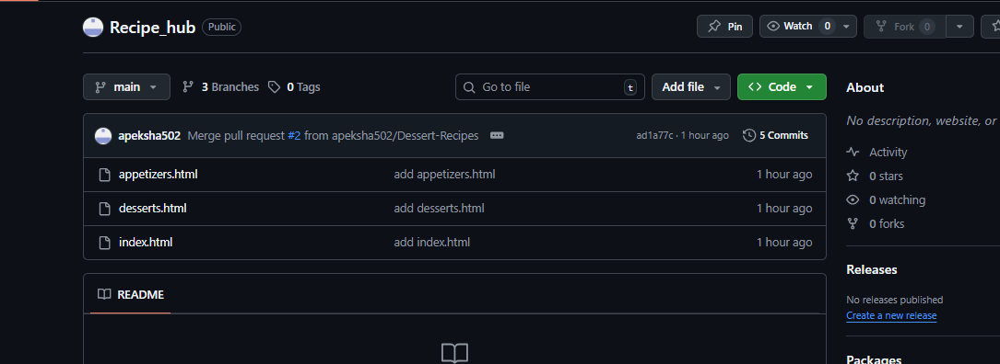 Recipe_hub Public Pin Watch 0 Fork 0
main 3 Branches 0 Tags Go to file t Add file Code
About
apeksha502 Merge pull request #2 from apeksha502/Dessert-Recipes ad1a77c · 1 hour ago 5 Commits
No description, website, or
appetizers.html add appetizers.html 1 hour ago
Activity
desserts.html add desserts.html 1 hour ago
0 stars
index.html add index.html 1 hour ago
0 watching
0 forks
README
Releases
No releases published
Create a new release
Packages